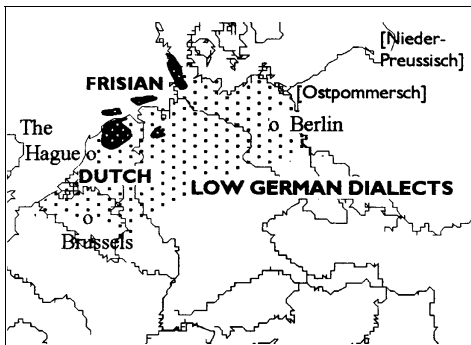 [Nieder-
Preussisch]
FRISIAN
[Ostpommersch]
The
Hague
Berlin
DUTCH
LOW GERMAN DIALECTS
Brussels